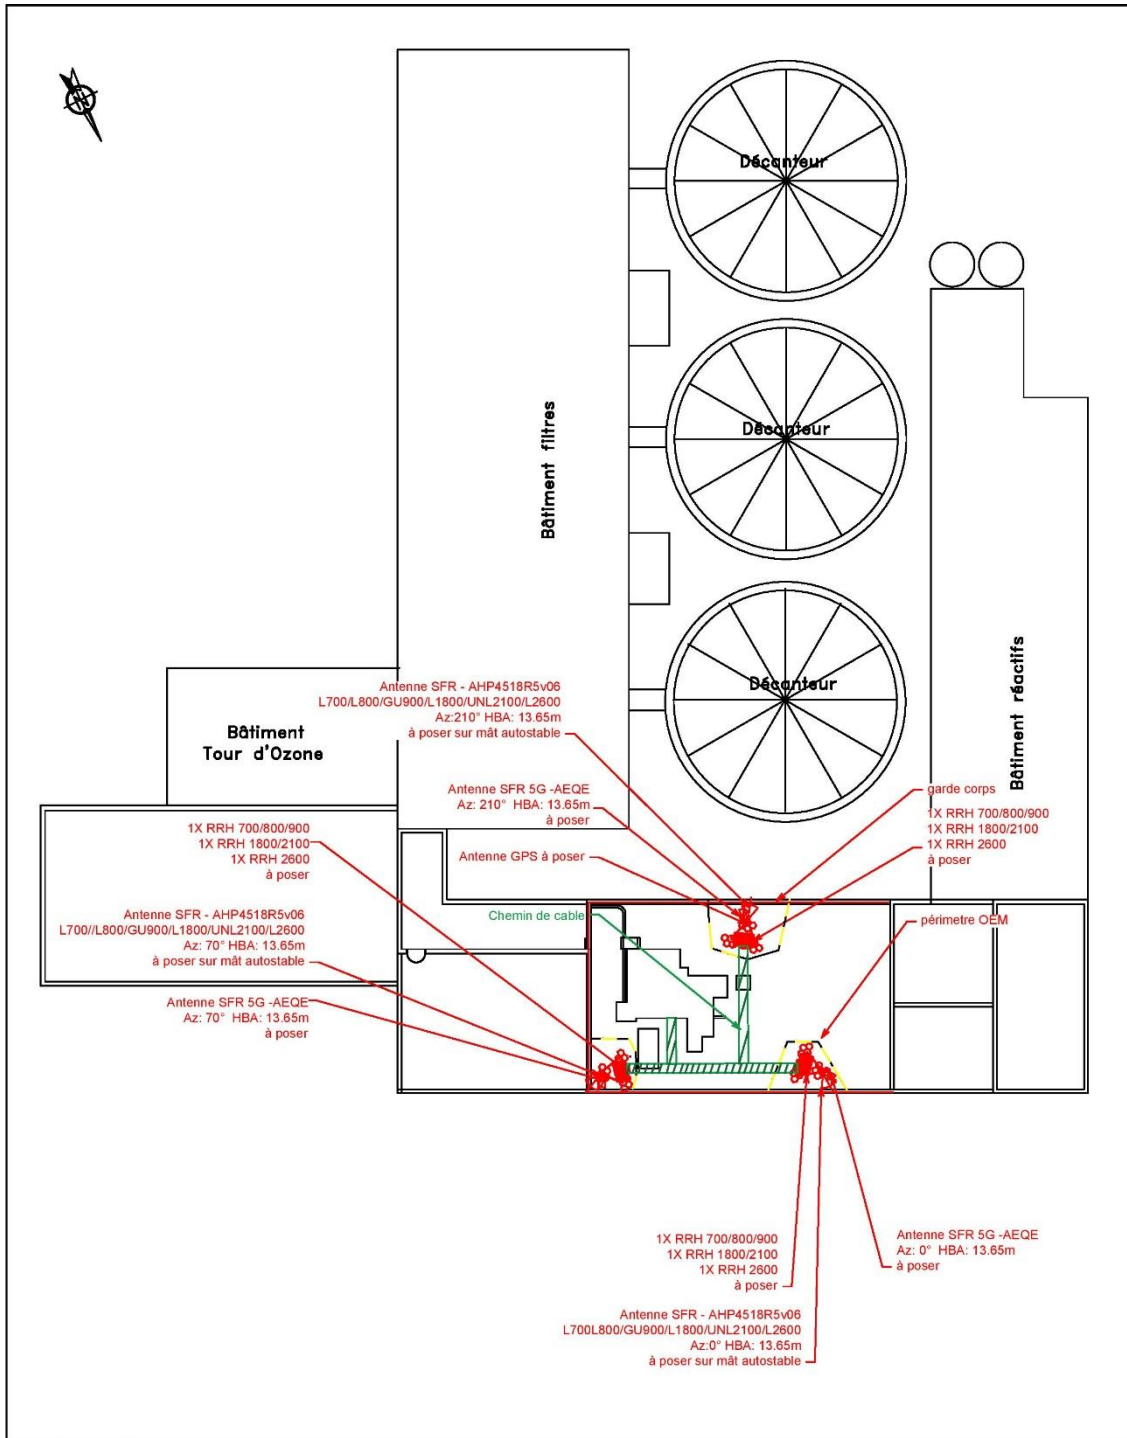 Décanteur
Décanteur
Bâtiment filtres
Décanteur
Bâtiment réactifs
Bâtiment
Tour d'Ozone
Antenne SFR - AHP4518R5v06
L700/L800/GU900/L1800/UNL2100/L2600
Az:210° HBA: 13.65m
à poser sur mât autostable
Antenne SFR 5G -AEQE
Az: 210° HBA: 13.65m
à poser
Antenne GPS à poser
garde corps
1X RRH 700/800/900
1X RRH 1800/2100
1X RRH 2600
à poser
1X RRH 700/800/900
1X RRH 1800/2100
1X RRH 2600
à poser
Chemin de cable
périmetre OEM
Antenne SFR - AHP4518R5v06
L700//L800/GU900/L1800/UNL2100/L2600
Az: 70° HBA: 13.65m
à poser sur mât autostable
Antenne SFR 5G -AEQE
Az: 70° HBA: 13.65m
à poser
1X RRH 700/800/900
1X RRH 1800/2100
1X RRH 2600
à poser
Antenne SFR 5G -AEQE
Az: 0° HBA: 13.65m
à poser
Antenne SFR - AHP4518R5v06
L700L800/GU900/L1800/UNL2100/L2600
Az:0° HBA: 13.65m
à poser sur mât autostable